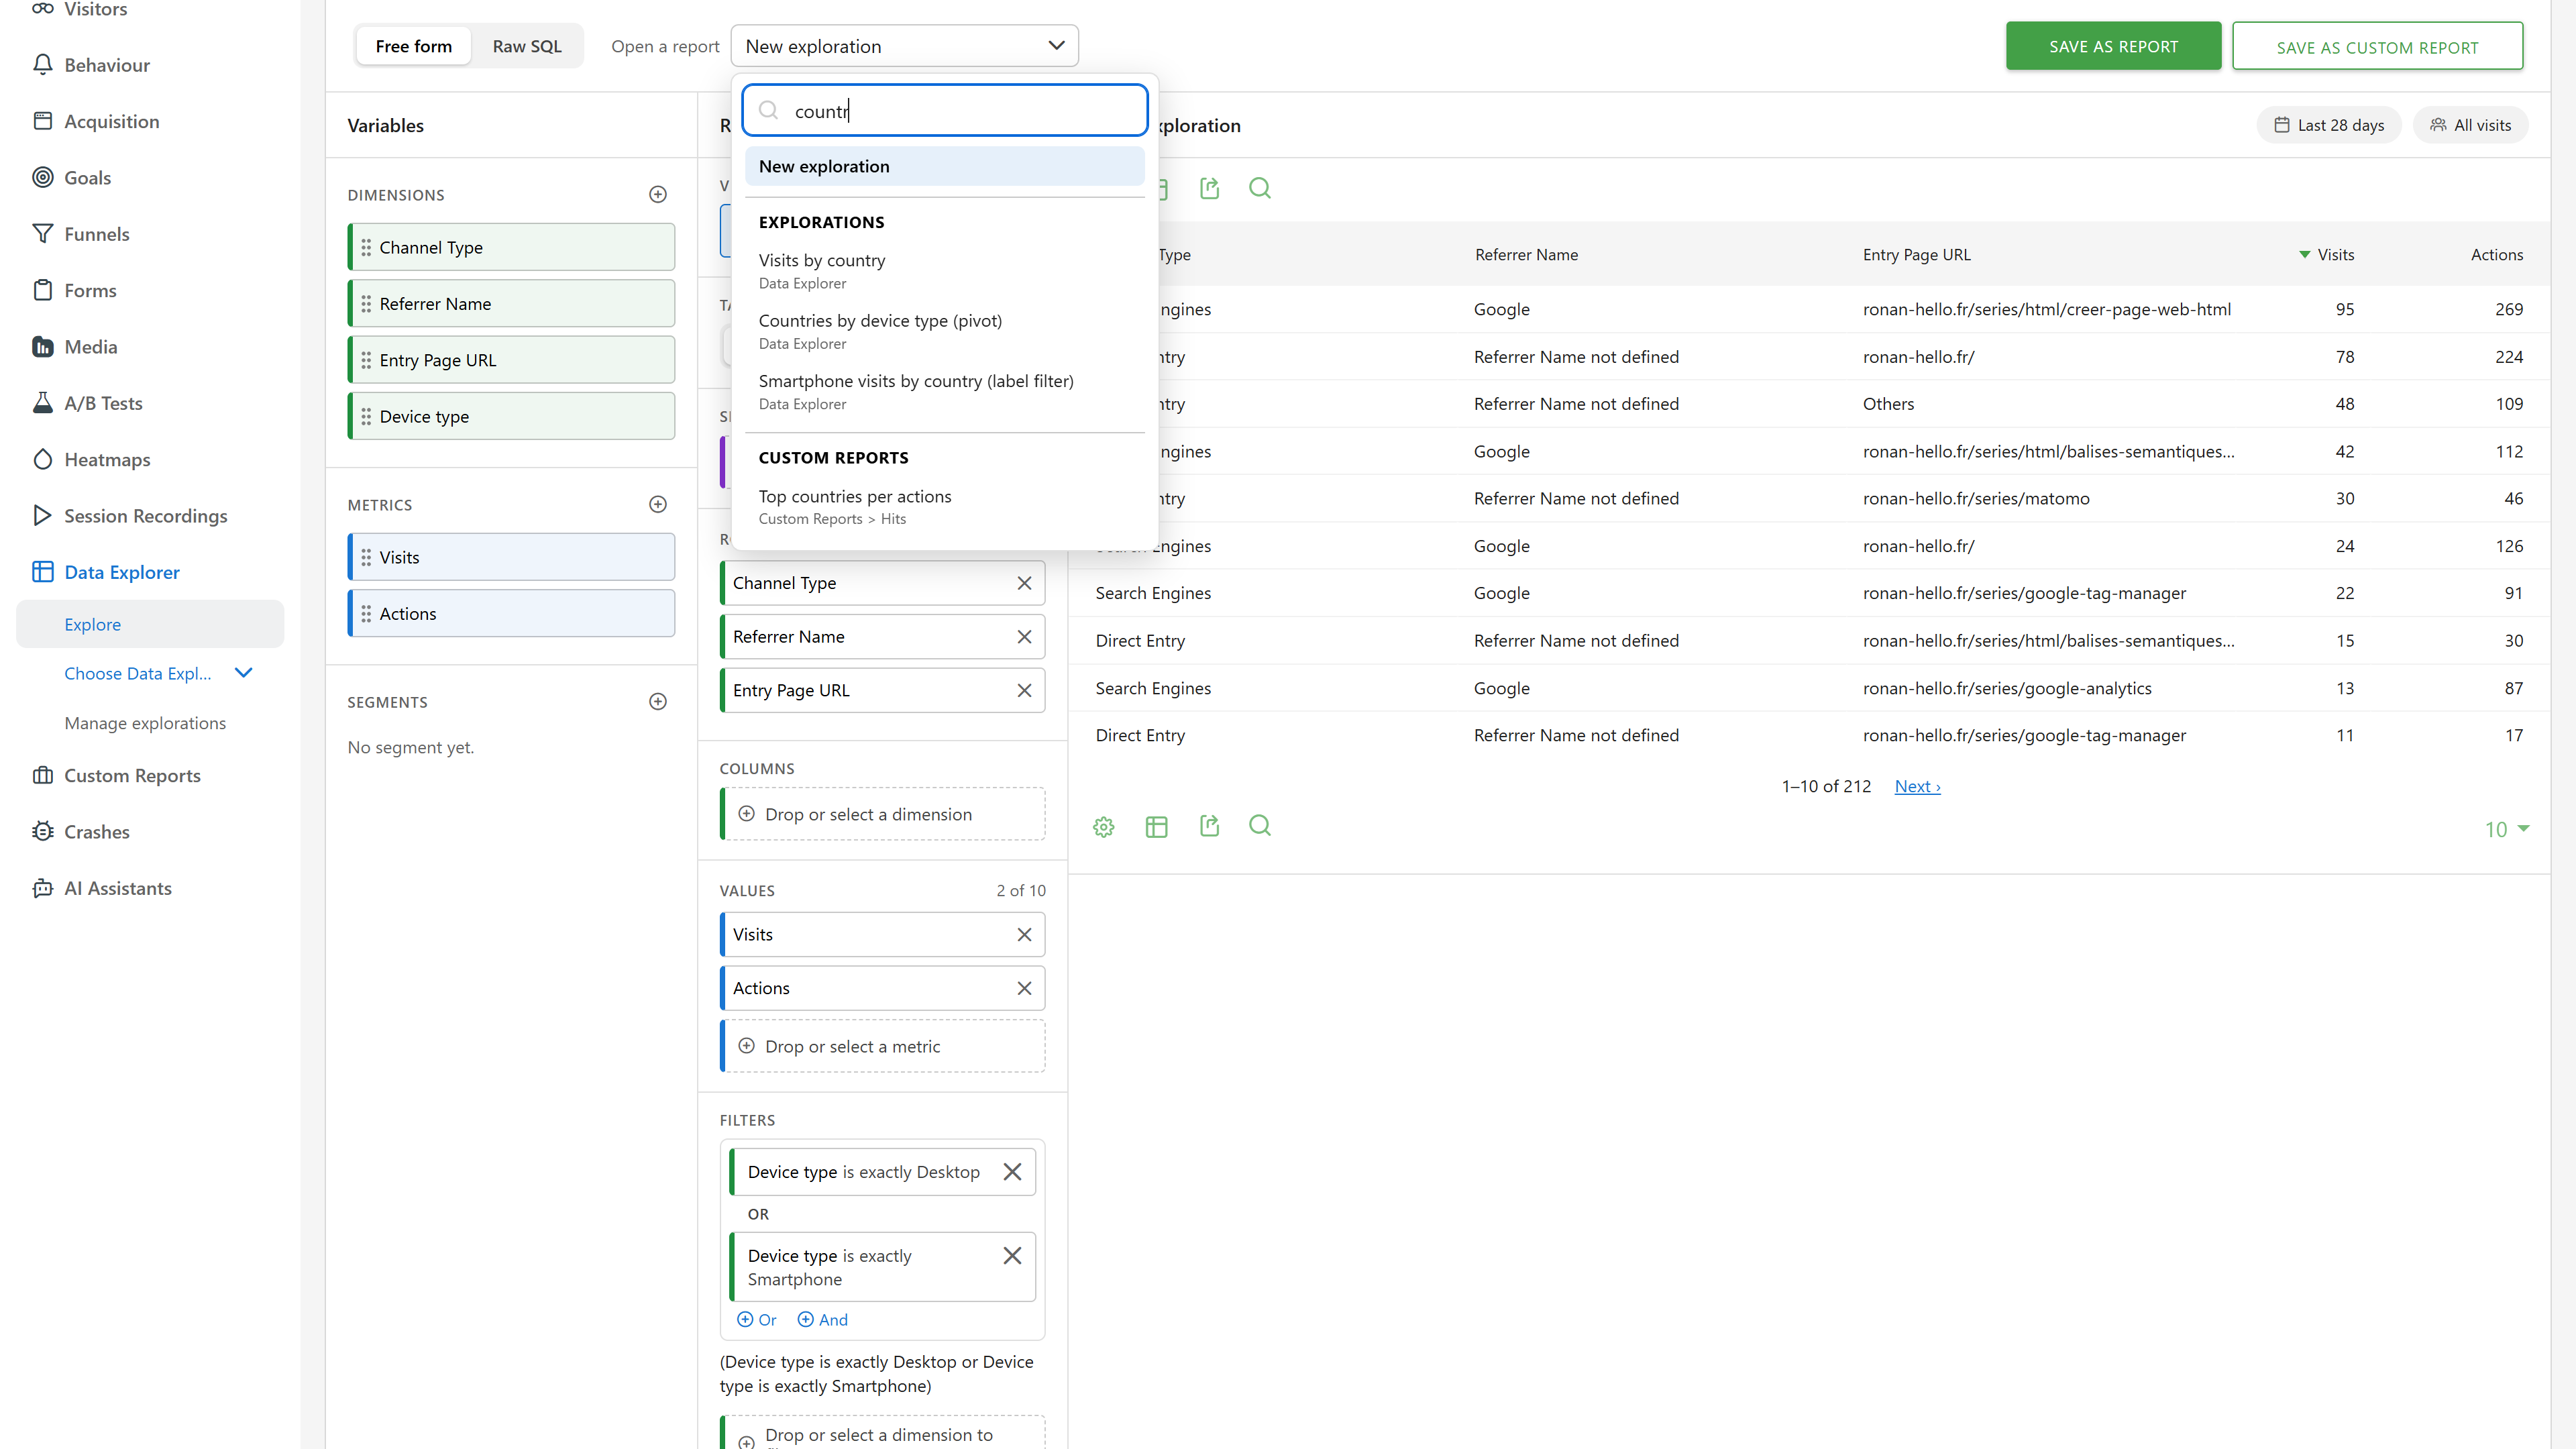 Visitors
Behaviour
Acquisition
Goals
Funnels
Forms
Media
A/B Tests
Heatmaps
Session Recordings
Data Explorer
Explore
Choose Data Expl...
Manage explorations
Custom Reports
Crashes
AI Assistants
Free form
Raw SQL
Open a report
New exploration
SAVE AS REPORT
SAVE AS CUSTOM REPORT
countr
New exploration
EXPLORATIONS
Visits by country
Data Explorer
Countries by device type (pivot)
Data Explorer
Smartphone visits by country (label filter)
Data Explorer
CUSTOM REPORTS
Top countries per actions
Custom Reports > Hits
Variables
DIMENSIONS
Channel Type
Referrer Name
Entry Page URL
Device type
METRICS
Visits
Actions
SEGMENTS
No segment yet.
Channel Type
Referrer Name
Entry Page URL
COLUMNS
Drop or select a dimension
VALUES 2 of 10
Visits
Actions
Drop or select a metric
FILTERS
Device type is exactly Desktop
OR
Device type is exactly
Smartphone
Or And
(Device type is exactly Desktop or Device
type is exactly Smartphone)
Drop or select a dimension to
Last 28 days
All visits
Type Referrer Name Entry Page URL Visits Actions
Google ronan-hello.fr/series/html/creer-page-web-html 95 269
Referrer Name not defined ronan-hello.fr/ 78 224
Referrer Name not defined Others 48 109
Google ronan-hello.fr/series/html/balises-semantiques... 42 112
Referrer Name not defined ronan-hello.fr/series/matomo 30 46
Google ronan-hello.fr/ 24 126
Search Engines Google ronan-hello.fr/series/google-tag-manager 22 91
Direct Entry Referrer Name not defined ronan-hello.fr/series/html/balises-semantiques... 15 30
Search Engines Google ronan-hello.fr/series/google-analytics 13 87
Direct Entry Referrer Name not defined ronan-hello.fr/series/google-tag-manager 11 17
1–10 of 212 Next ›
10